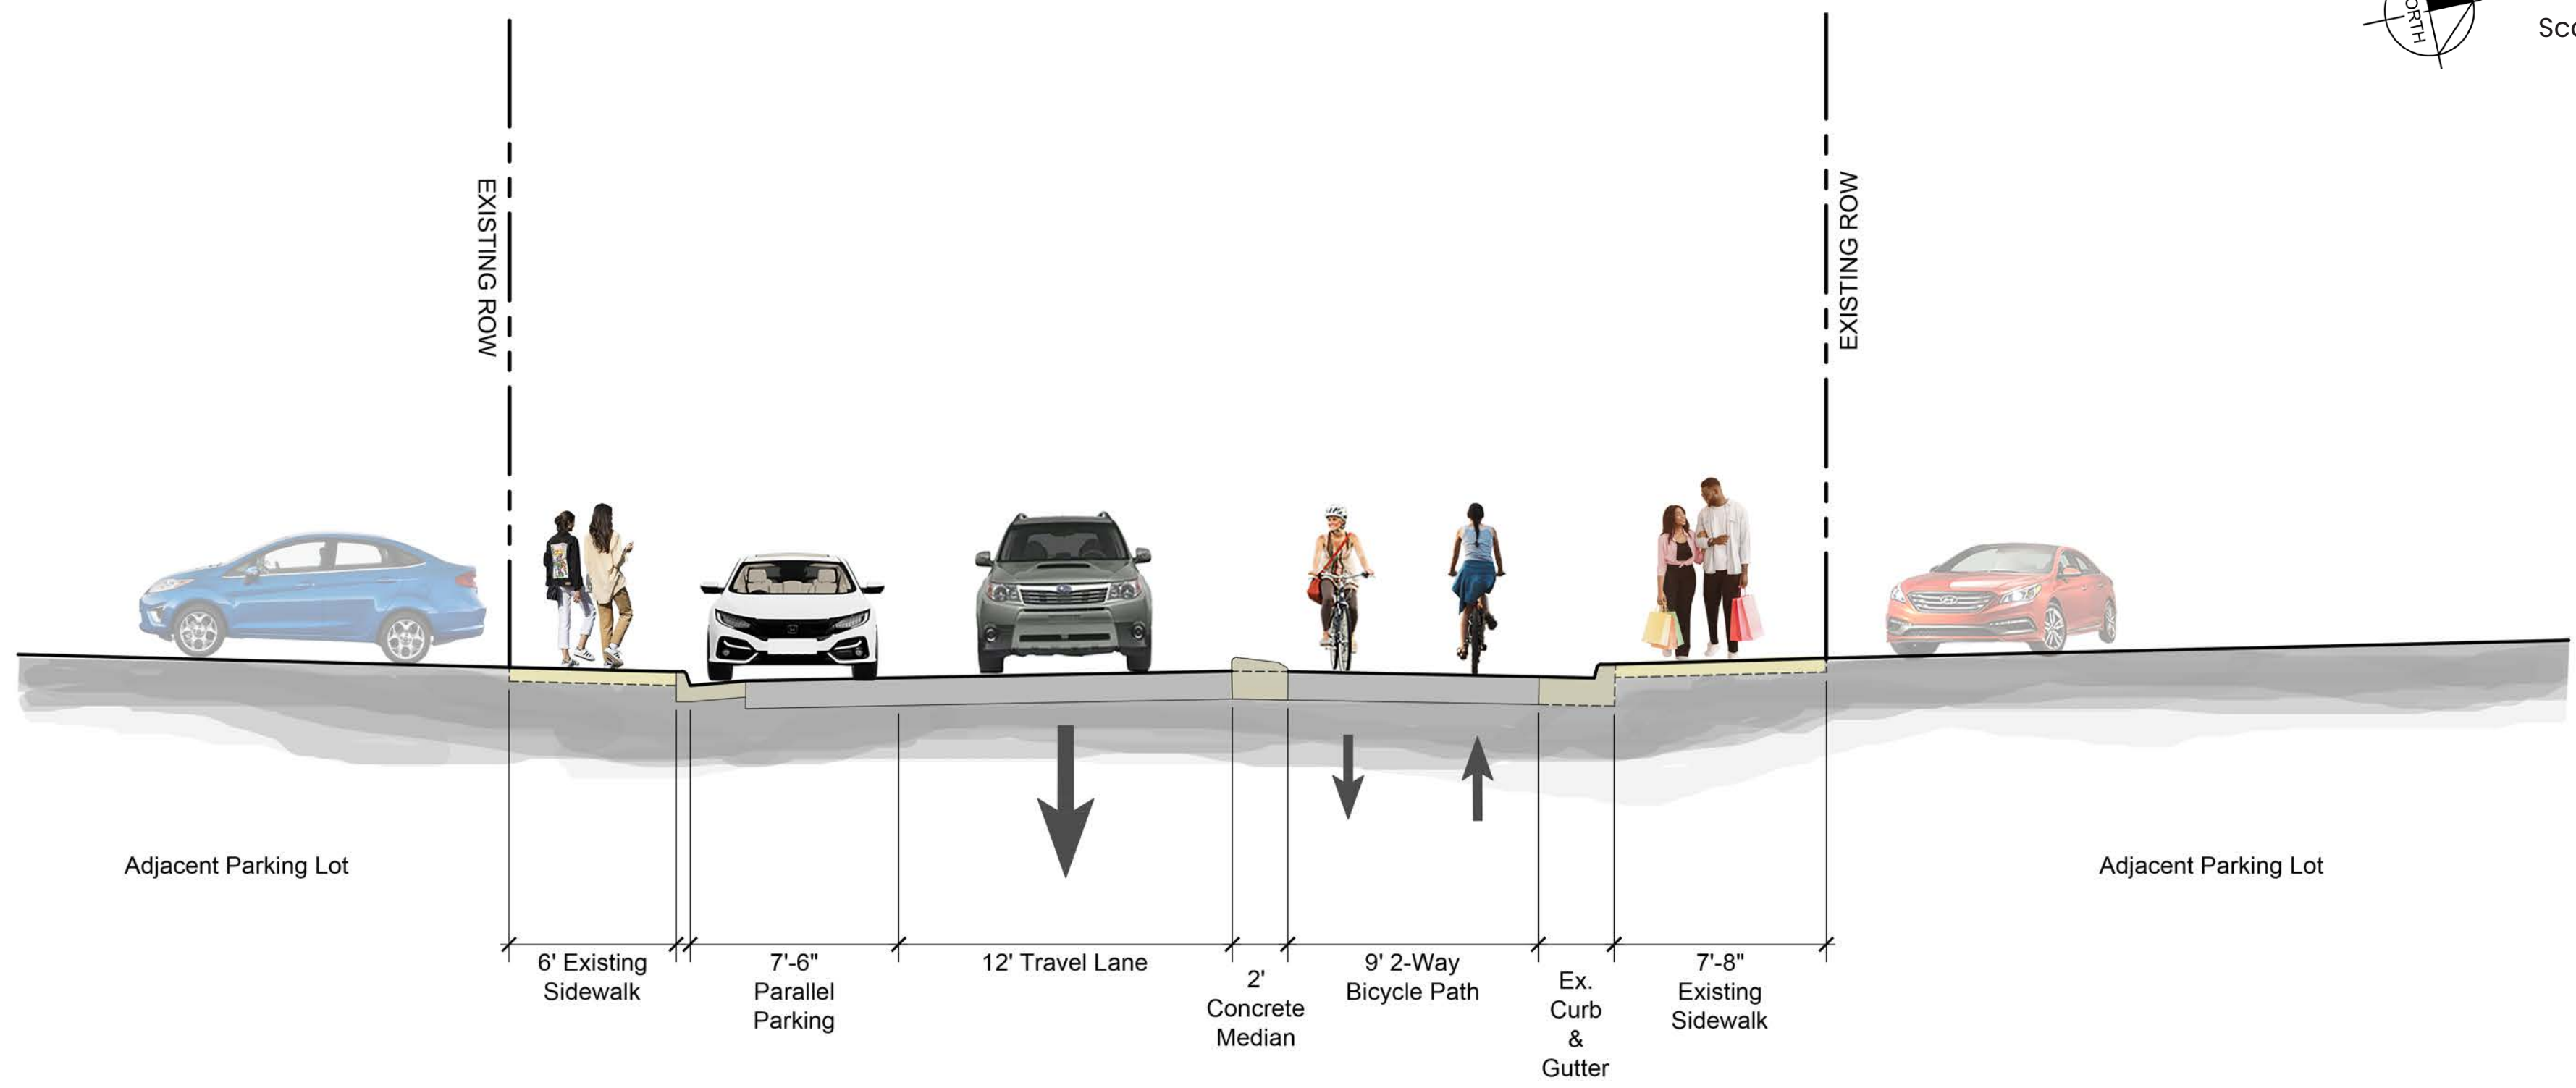 EXISTING ROW
EXISTING ROW
Adjacent Parking Lot
Adjacent Parking Lot
6' Existing
Sidewalk
7'-6"
Parallel
Parking
12' Travel Lane
2'
Concrete
Median
9' 2-Way
Bicycle Path
Ex.
Curb
&
Gutter
7'-8"
Existing
Sidewalk